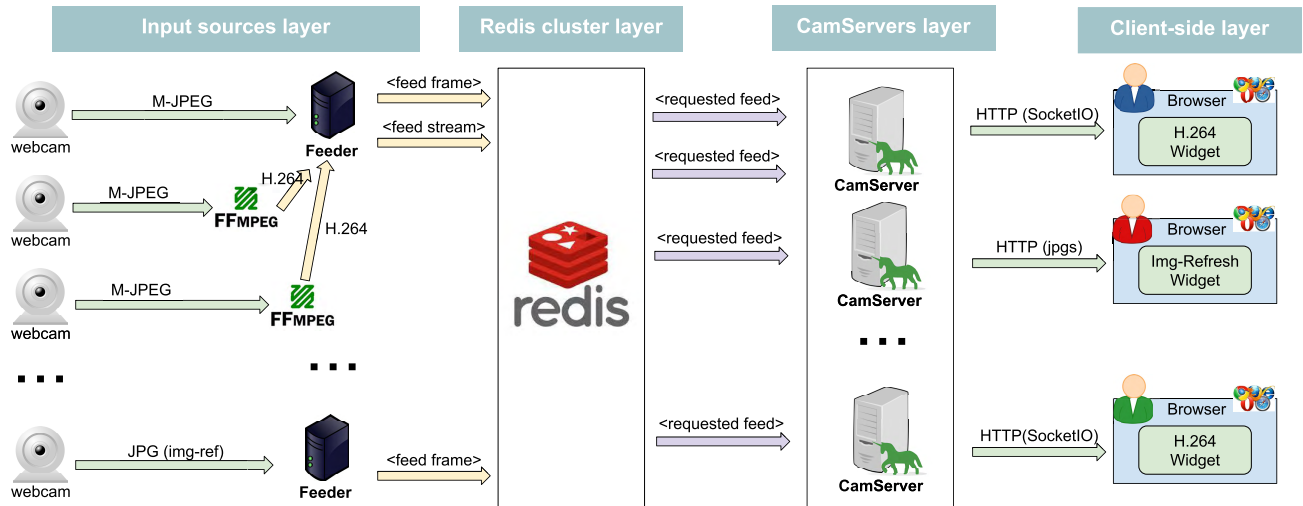 Input sources layer
Redis cluster layer
CamServers layer
Client-side layer
webcam
M-JPEG
Feeder
<feed frame>
<feed stream>
<requested feed>
CamServer
HTTP (SocketIO)
Browser
H.264
Widget
webcam
M-JPEG
FFMPEG
H.264
H.264
<requested feed>
<requested feed>
CamServer
HTTP (jpgs)
Browser
Img-Refresh
Widget
webcam
M-JPEG
FFMPEG
redis
. . .
. . .
. . .
webcam
JPG (img-ref)
Feeder
<feed frame>
<requested feed>
CamServer
HTTP(SocketIO)
Browser
H.264
Widget